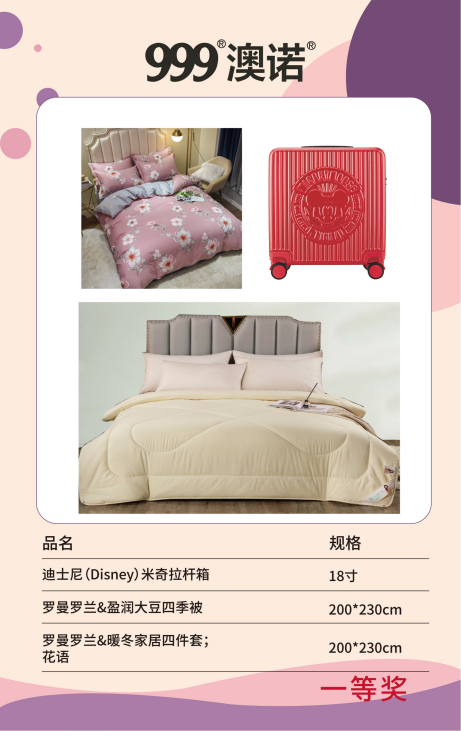 999®澳诺®
品名 规格
迪士尼（Disney）米奇拉杆箱 18寸
罗曼罗兰&盈润大豆四季被 200*230cm
罗曼罗兰&暖冬家居四件套； 200*230cm
花语
一等奖